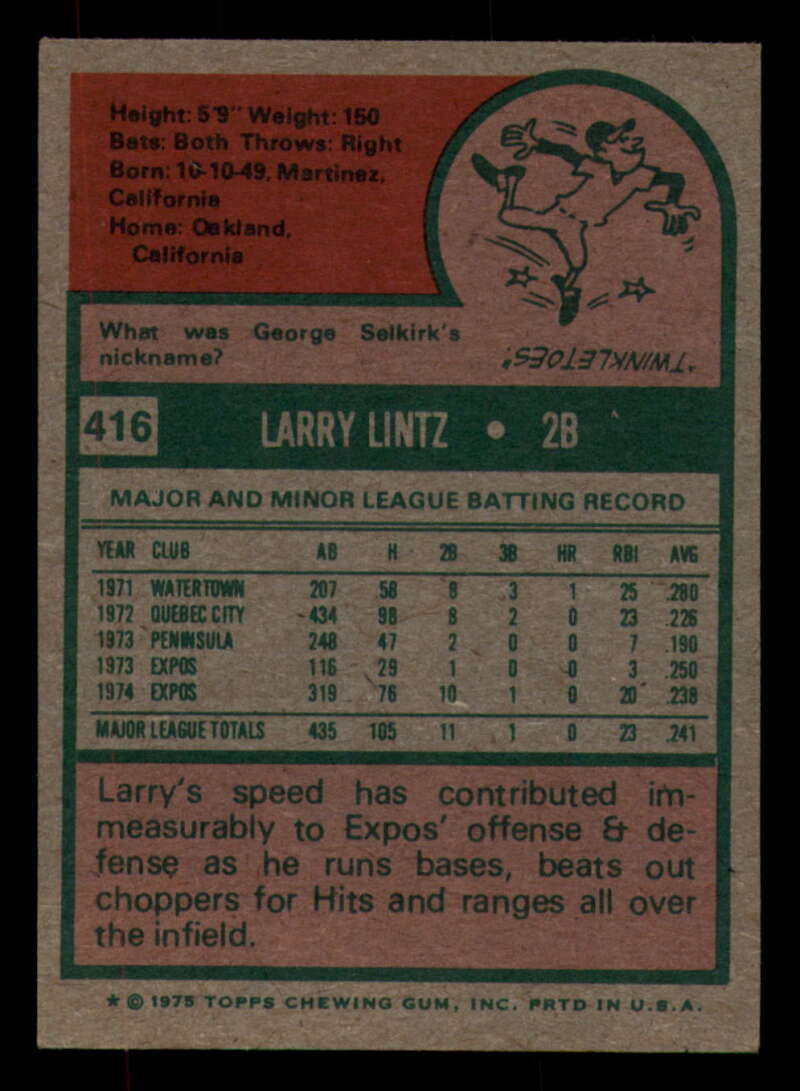 Height: 5'9" Weight: 150
Bats: Both Throws: Right
Born: 10-10-49, Martinez,
California
Home: Oakland,
California
What was George Selkirk's
nickname?
"TWINKLETOES".
416 LARRY LINTZ • 2B
MAJOR AND MINOR LEAGUE BATTING RECORD
YEAR CLUB AB H 2B 3B HR RBI AVG
1971 WATERTOWN 207 58 8 3 1 25 .280
1972 QUEBEC CITY 434 98 8 2 0 23 .226
1973 PENINSULA 248 47 2 0 0 7 .190
1973 EXPOS 116 29 1 0 0 3 .250
1974 EXPOS 319 76 10 1 0 20 .238
MAJOR LEAGUE TOTALS 435 105 11 1 0 23 .241
Larry's speed has contributed im-
measurably to Expos' offense & de-
fense as he runs bases, beats out
choppers for Hits and ranges all over
the infield.
★ © 1975 TOPPS CHEWING GUM, INC. PRTD IN U.S.A.